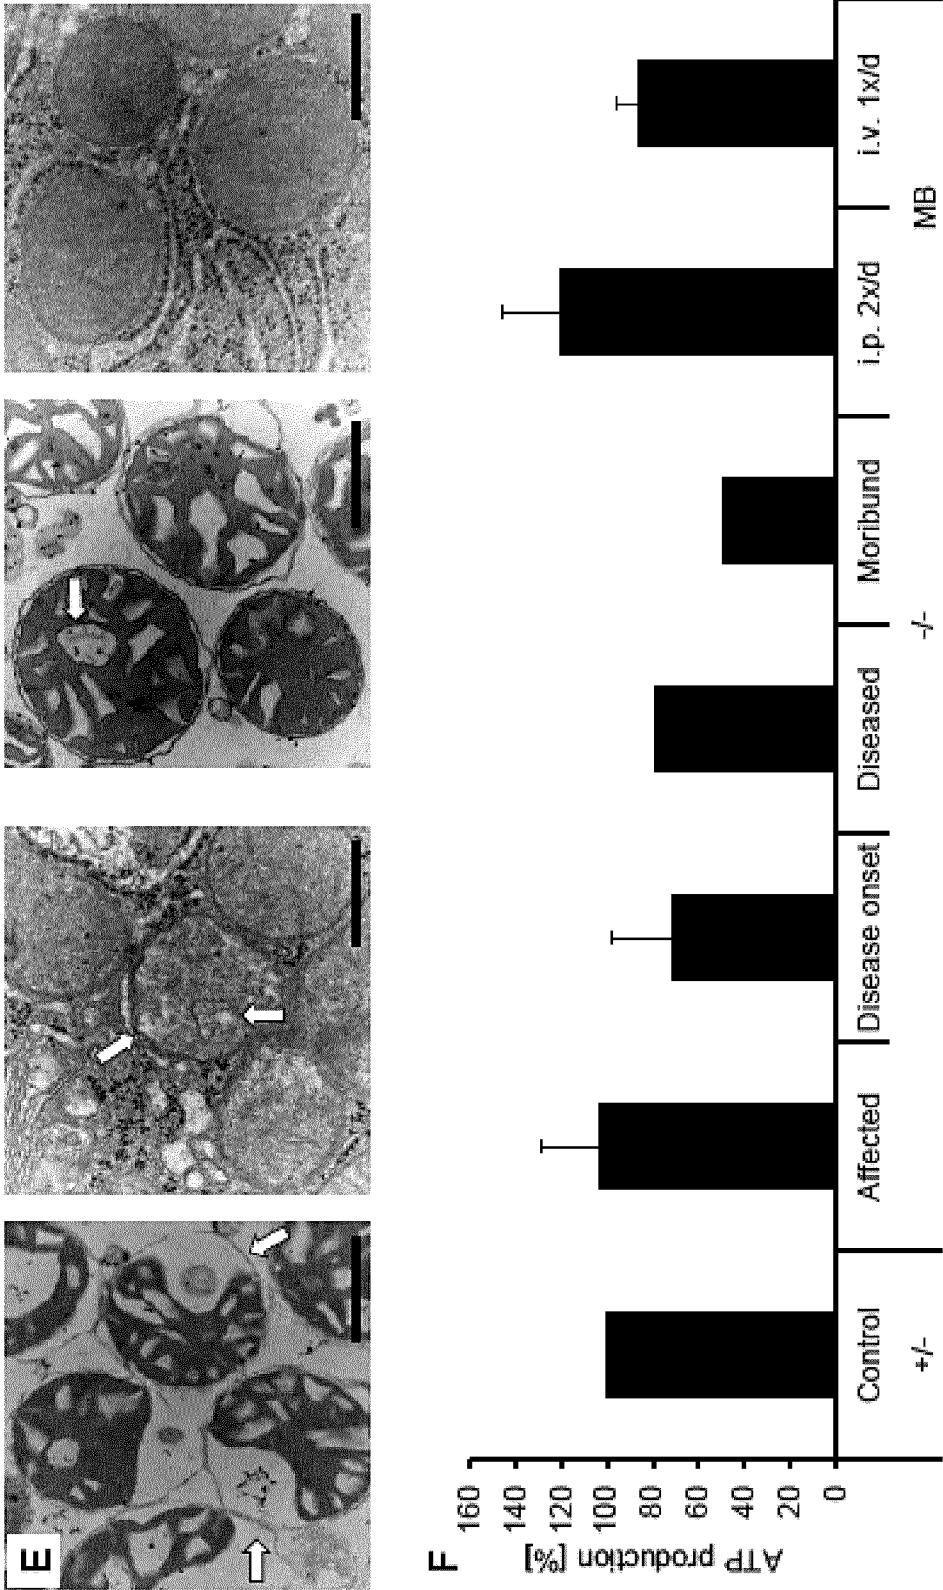 E
F
ATP production [%]
160
140
120
100
80
60
40
20
0
Control
Affected
Disease onset
Diseased
Moribund
i.p. 2x/d
i.v. 1x/d
+/-
-/-
MB